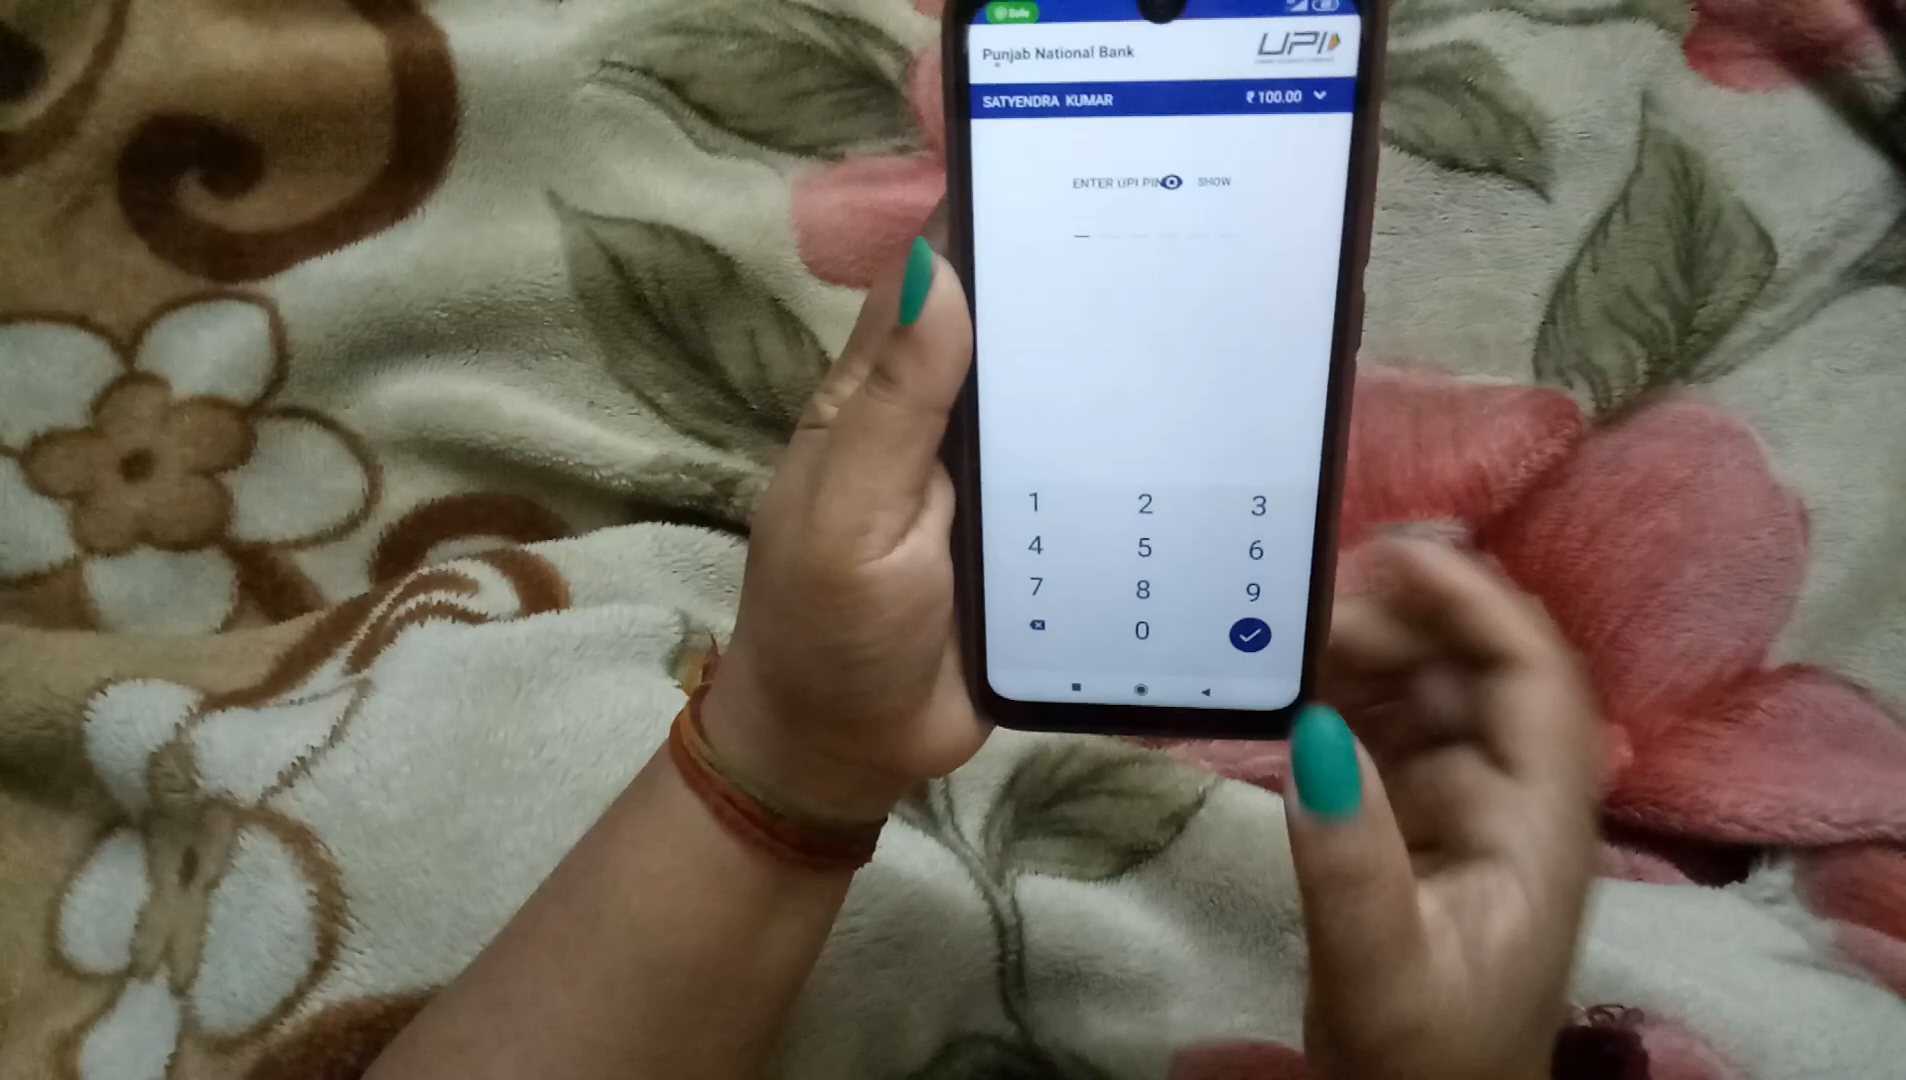 Safe
Punjab National Bank
UPI
SATYENDRA KUMAR ₹ 100.00
ENTER UPI PIN SHOW
1 2 3
4 5 6
7 8 9
0